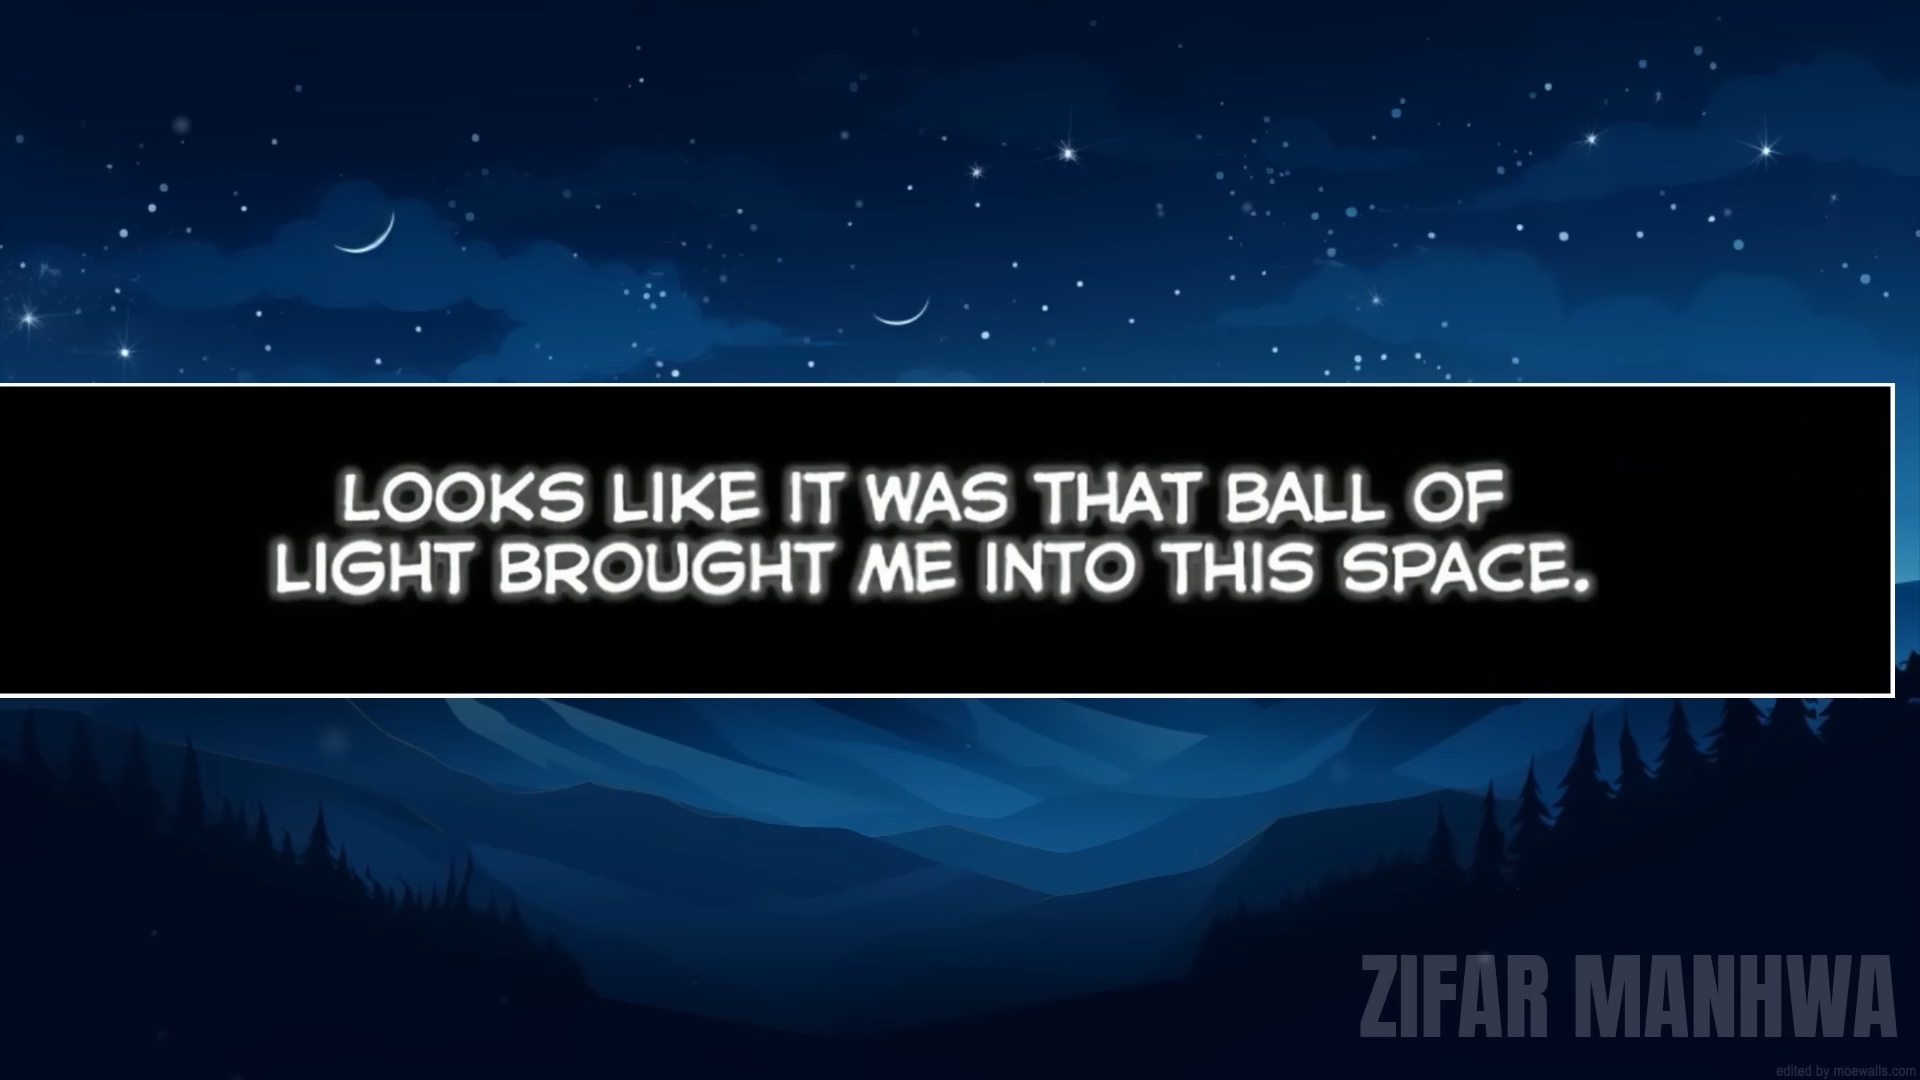 LOOKS LIKE IT WAS THAT BALL OF
LIGHT BROUGHT ME INTO THIS SPACE.
ZIFAR MANHWA
edited by moewalls.com